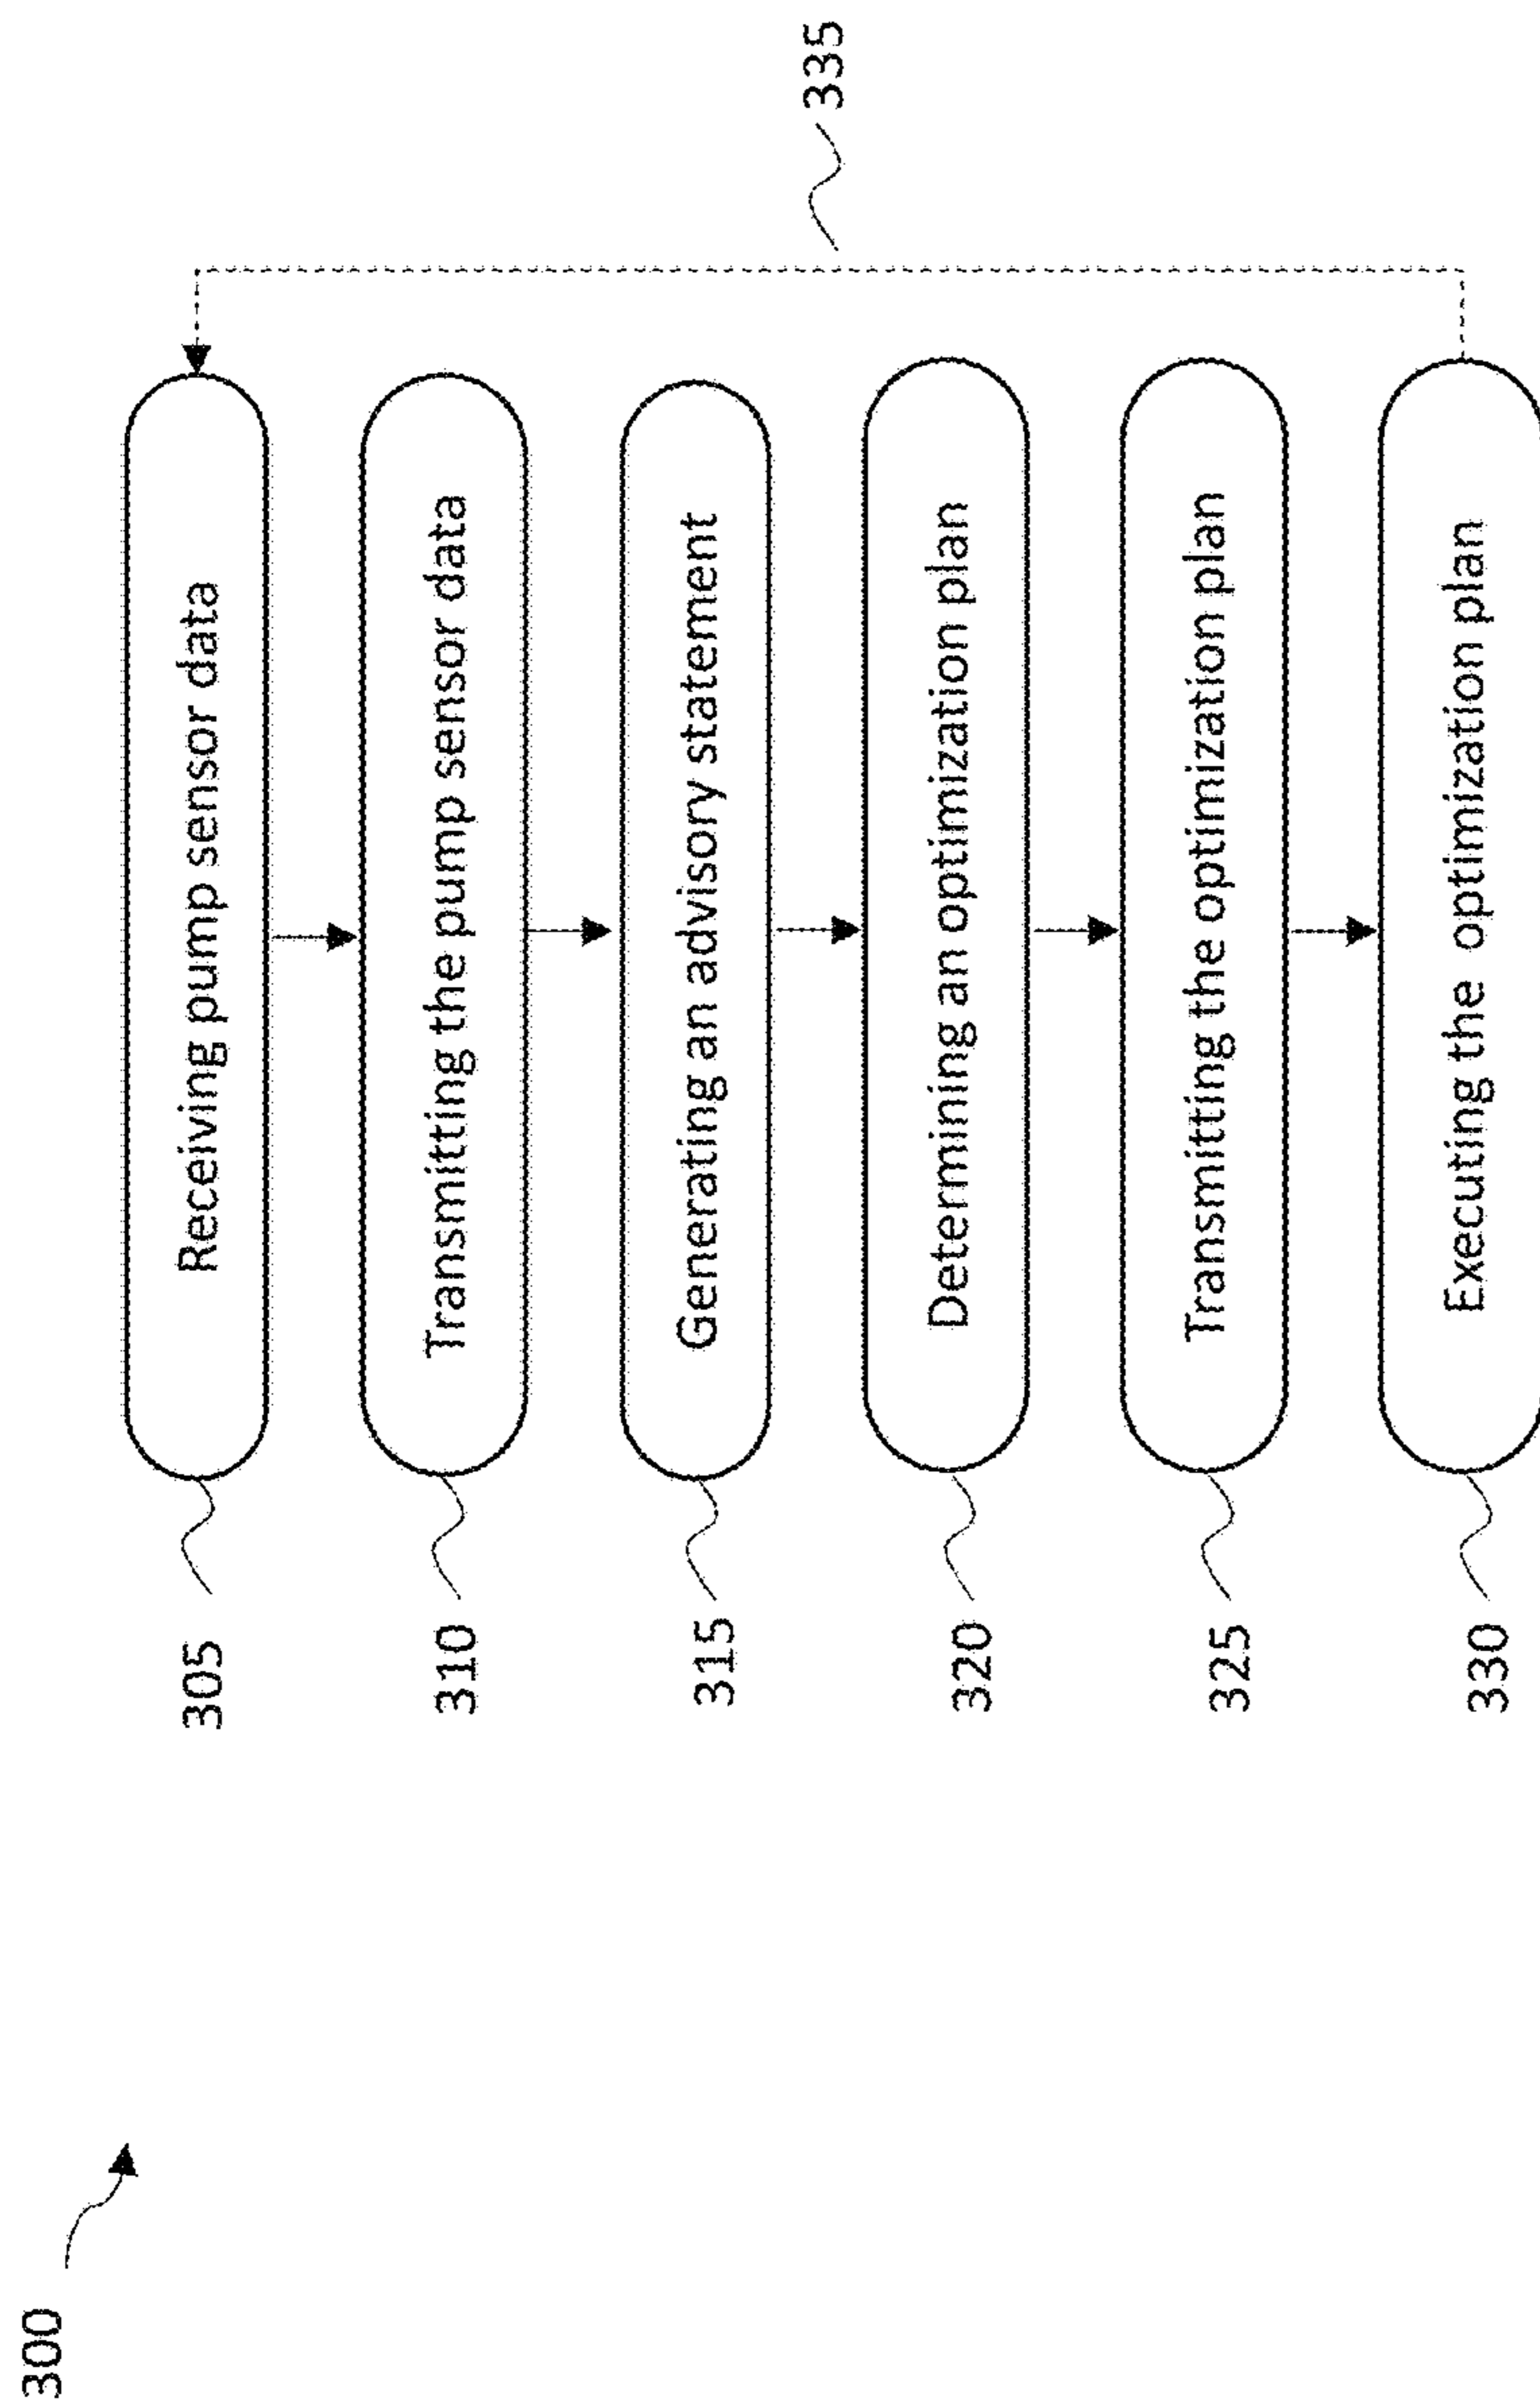 300
305
Receiving pump sensor data
310
Transmitting the pump sensor data
315
Generating an advisory statement
335
320
Determining an optimization plan
325
Transmitting the optimization plan
330
Executing the optimization plan